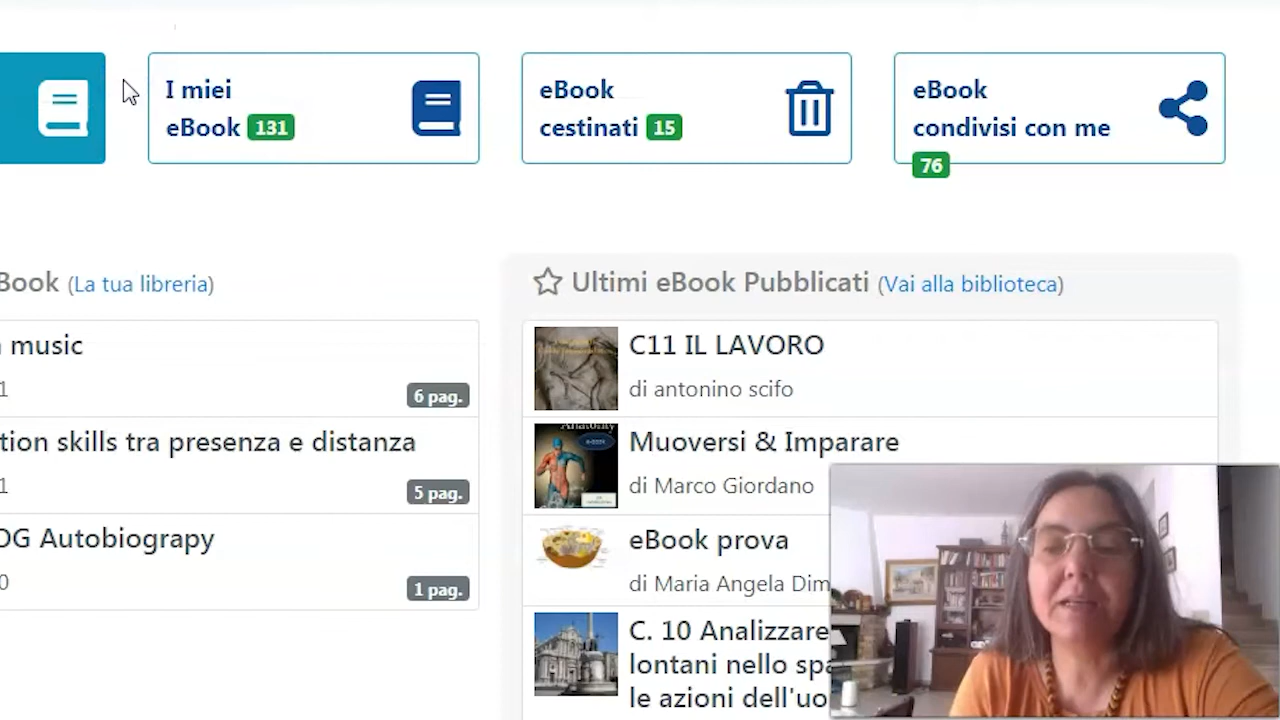 I miei
eBook 131
eBook
cestinati 15
eBook
condivisi con me
76
Book (La tua libreria)
music
1
6 pag.
tion skills tra presenza e distanza
1
5 pag.
OG Autobiograpy
0
1 pag.
Ultimi eBook Pubblicati (Vai alla biblioteca)
C11 IL LAVORO
di antonino scifo
Muoversi & Imparare
di Marco Giordano
eBook prova
di Maria Angela Dim
C. 10 Analizzare
lontani nello spa
le azioni dell'uo